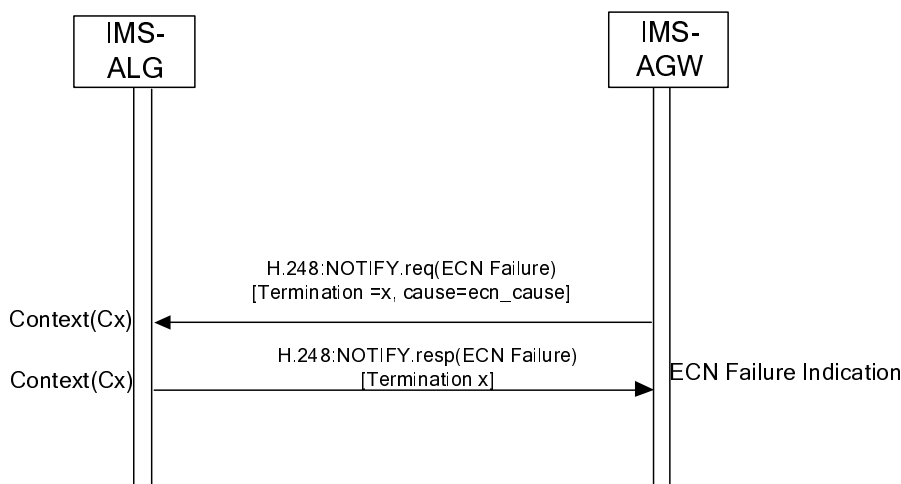 IMS-
ALG
IMS-
AGW
H.248:NOTIFY.req(ECN Failure)
[Termination =x, cause=ecn_cause]
Context(Cx)
H.248:NOTIFY.resp(ECN Failure)
Context(Cx)
[Termination x]
ECN Failure Indication